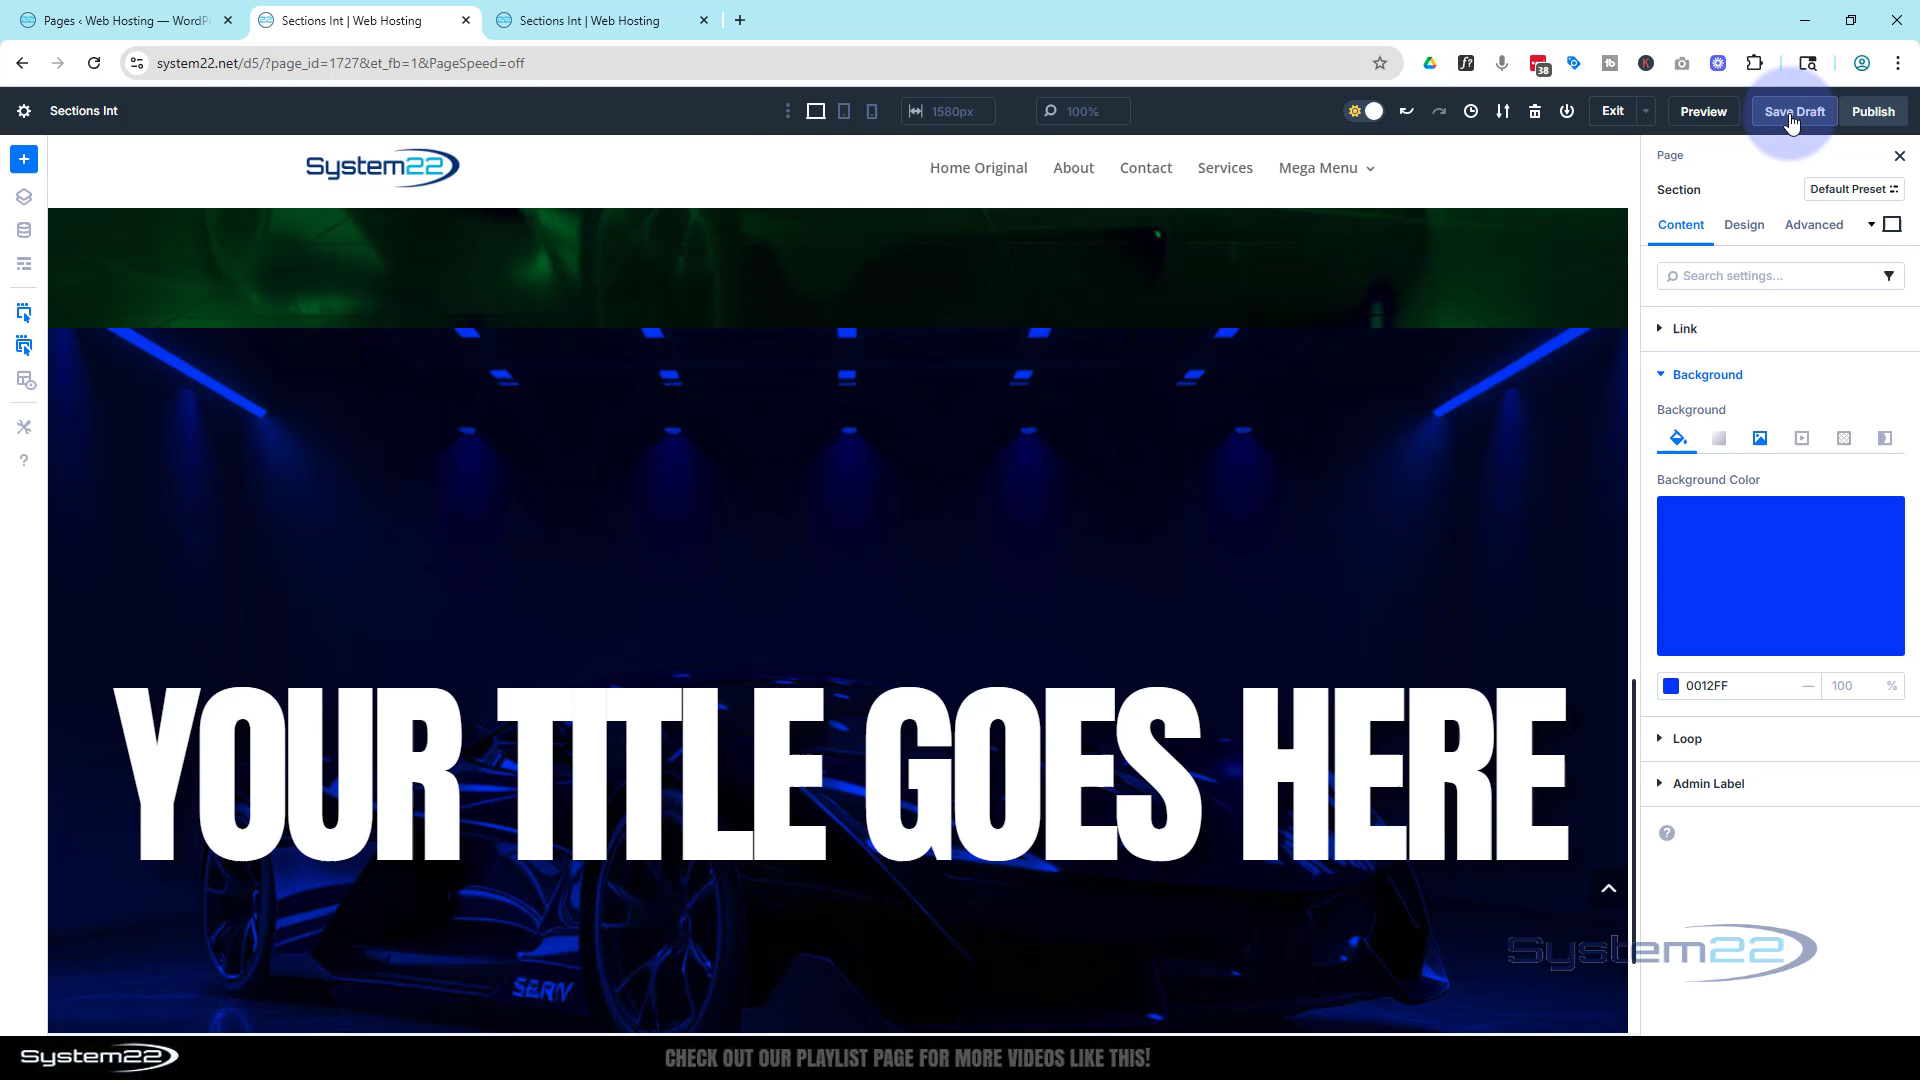 Pages ‹ Web Hosting — WordP
Sections Int | Web Hosting
Sections Int | Web Hosting
system22.net/d5/?page_id=1727&et_fb=1&PageSpeed=off
38
Sections Int
1580px
100%
Exit
Preview
Save Draft
Publish
System22
Home Original
About
Contact
Services
Mega Menu
Page
Section
Default Preset
Content
Design
Advanced
Search settings...
Link
Background
Background
Background Color
0012FF
100
%
Loop
Admin Label
YOUR TITLE GOES HERE
System22
System22
CHECK OUT OUR PLAYLIST PAGE FOR MORE VIDEOS LIKE THIS!